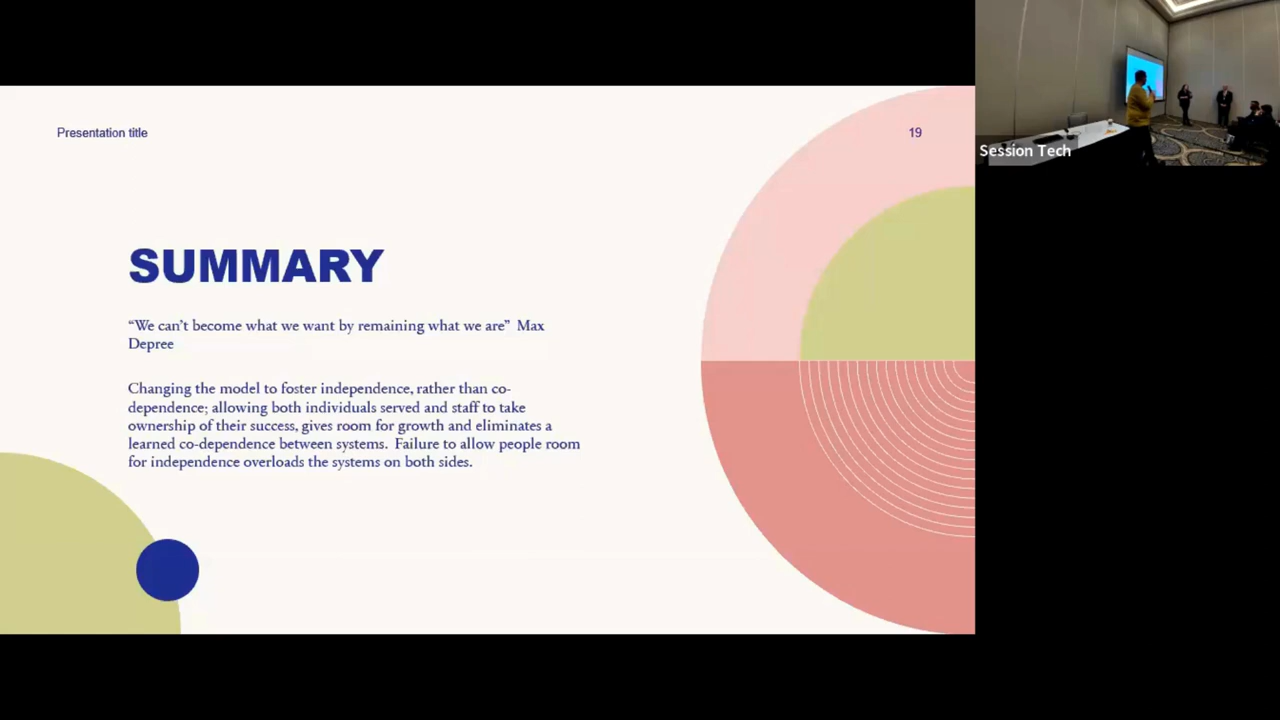 Presentation title
19
SUMMARY
“We can’t become what we want by remaining what we are”  Max
Depree
Changing the model to foster independence, rather than co-
dependence; allowing both individuals served and staff to take
ownership of their success, gives room for growth and eliminates a
learned co-dependence between systems.  Failure to allow people room
for independence overloads the systems on both sides.
Session Tech